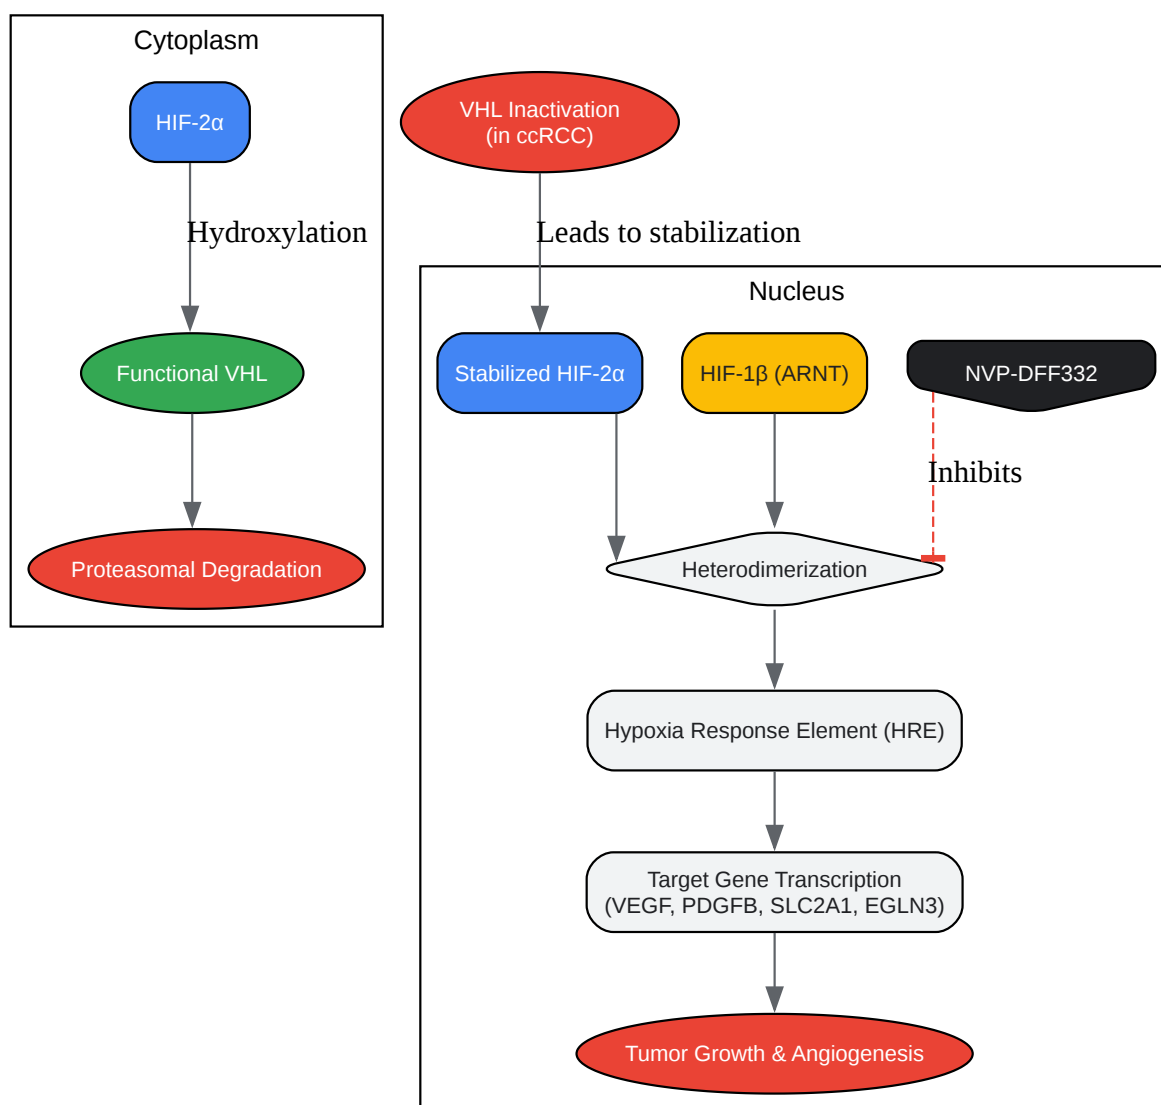 Cytoplasm
HIF-2α
Hydroxylation
Functional VHL
Proteasomal Degradation
VHL Inactivation
(in ccRCC)
Leads to stabilization
Nucleus
Stabilized HIF-2α
HIF-1β (ARNT)
NVP-DFF332
Inhibits
Heterodimerization
Hypoxia Response Element (HRE)
Target Gene Transcription
(VEGF, PDGFB, SLC2A1, EGLN3)
Tumor Growth & Angiogenesis